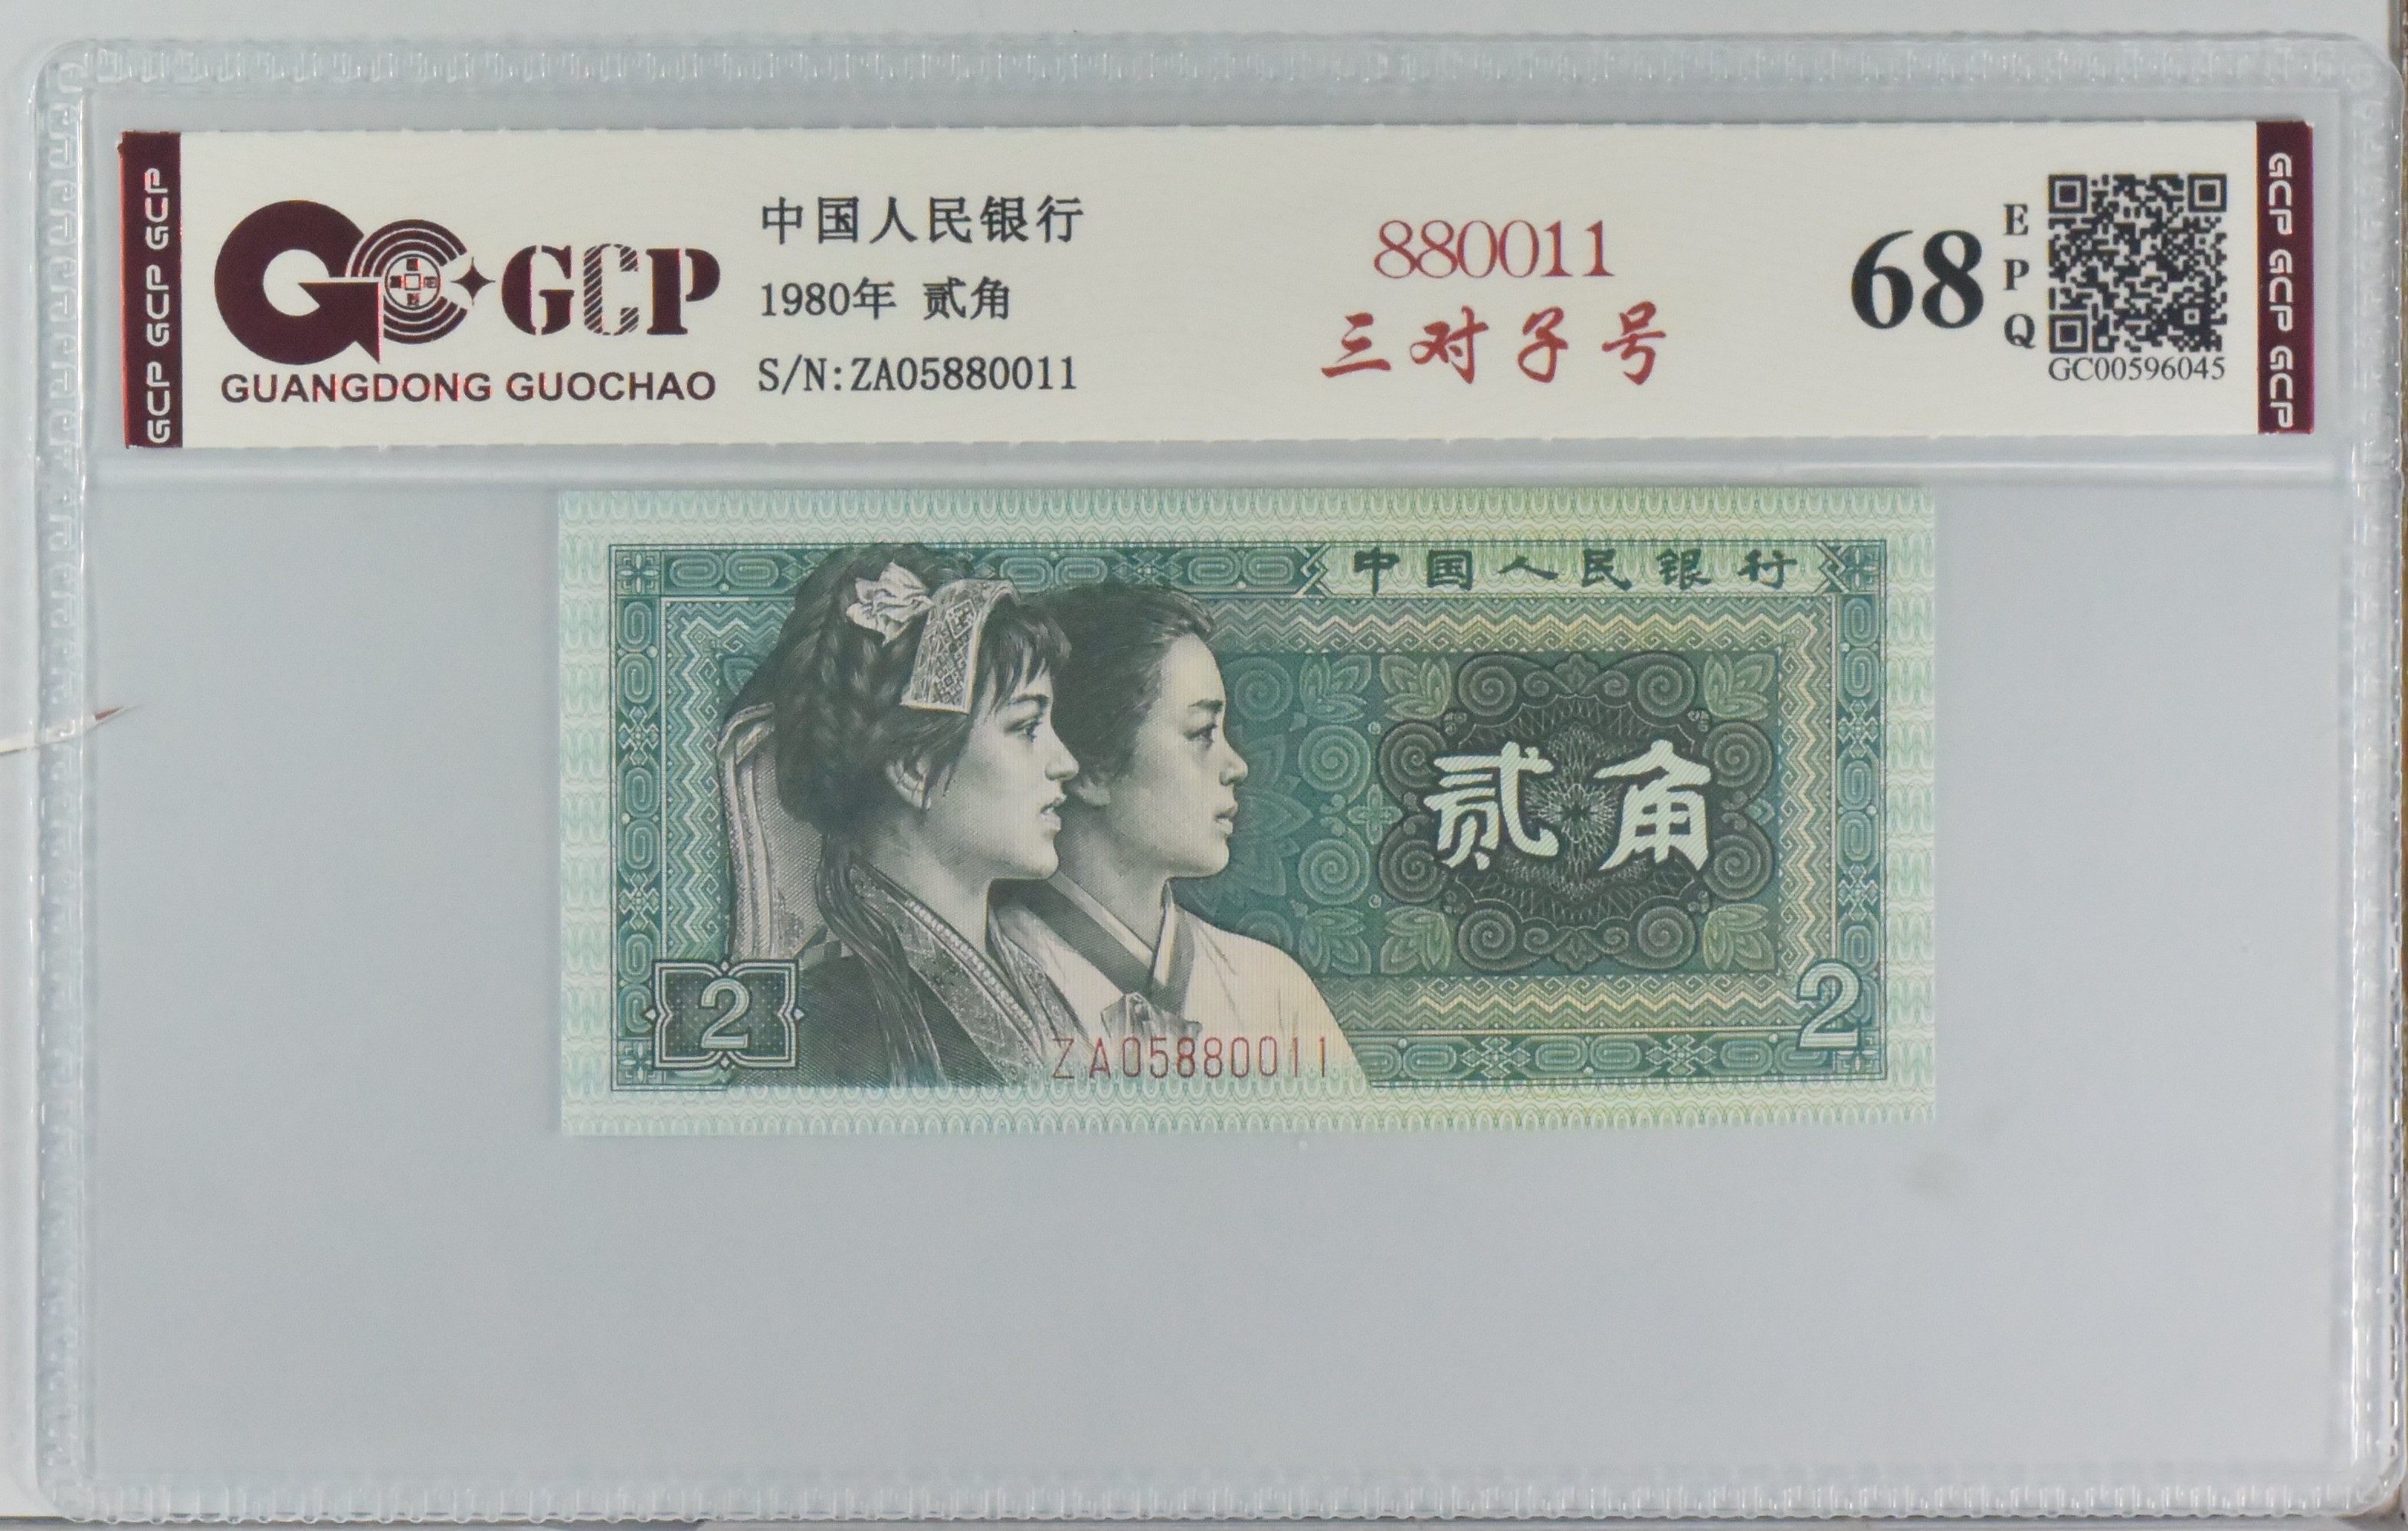 GCP GCP GCP
GCP
GUANGDONG GUOCHAO
中国人民银行
1980年 贰角
S/N:ZA05880011
880011
三对子号
68
EPQ
GC00596045
GCP GCP GCP
中国人民银行
贰角
2
ZA05880011
2